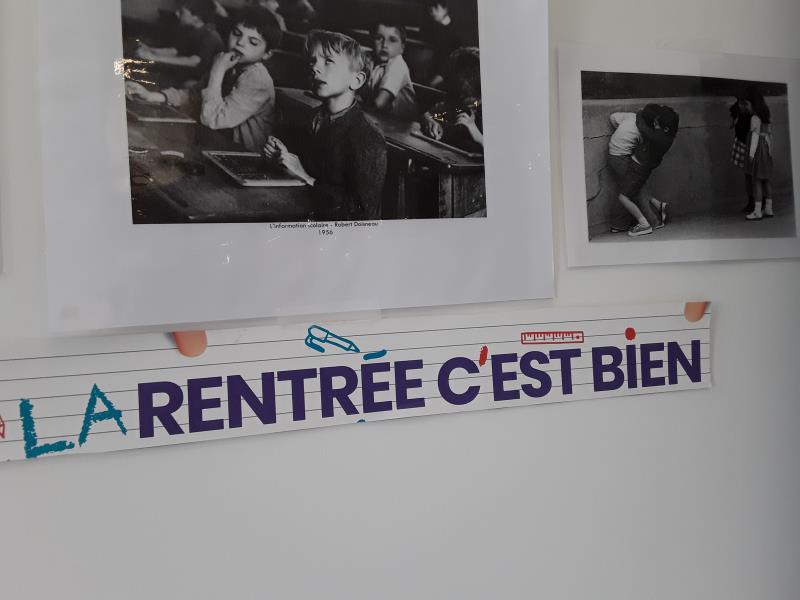 L'information scolaire - Robert Doisneau
1956
LA RENTRÉE C'EST BIEN